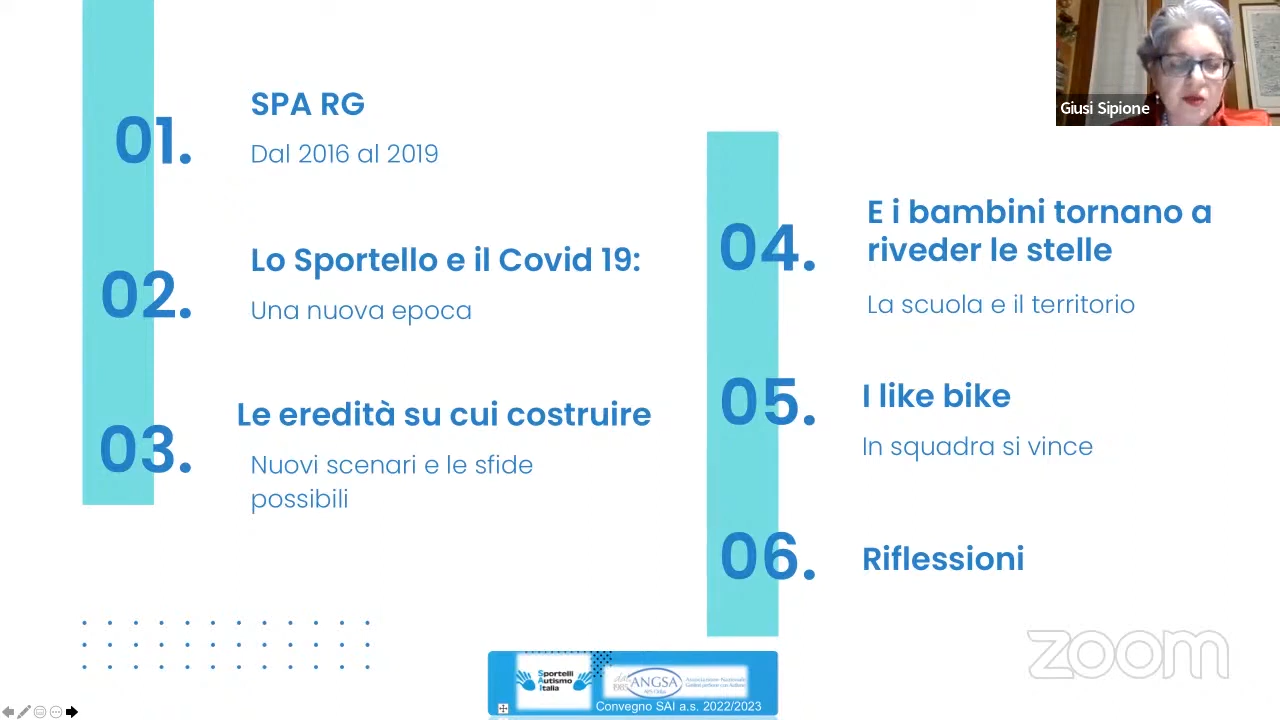 01.
SPA RG
Dal 2016 al 2019
02.
Lo Sportello e il Covid 19:
Una nuova epoca
03.
Le eredità su cui costruire
Nuovi scenari e le sfide
possibili
04.
E i bambini tornano a
riveder le stelle
La scuola e il territorio
05.
I like bike
In squadra si vince
06.
Riflessioni
Giusi Sipione
Sportelli
Autismo
Italia
dal
1985
ANGSA
Convegno SAI a.s. 2022/2023
zoom